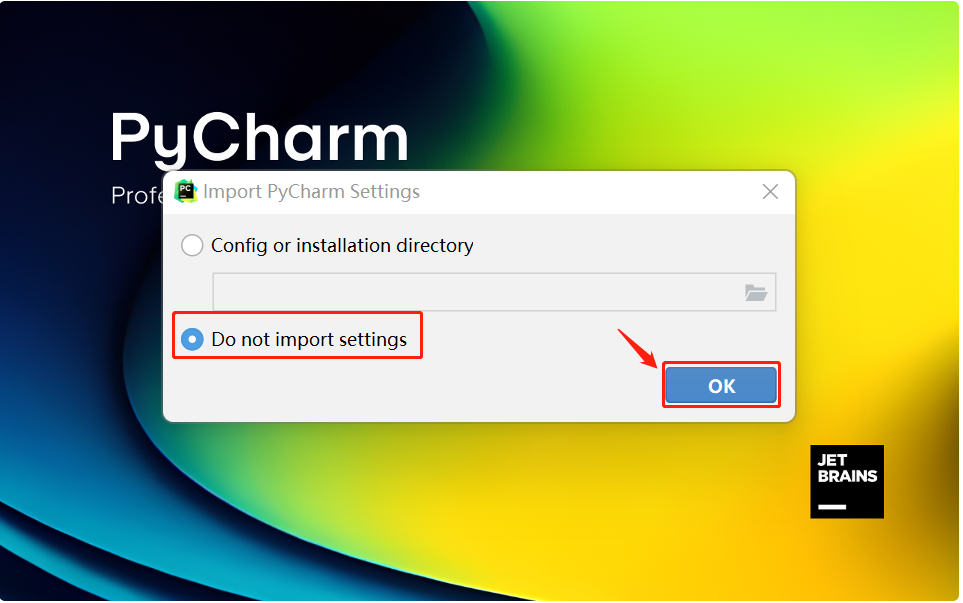 PyCharm
Profe
PC
Import PyCharm Settings
Config or installation directory
Do not import settings
OK
JET
BRAINS